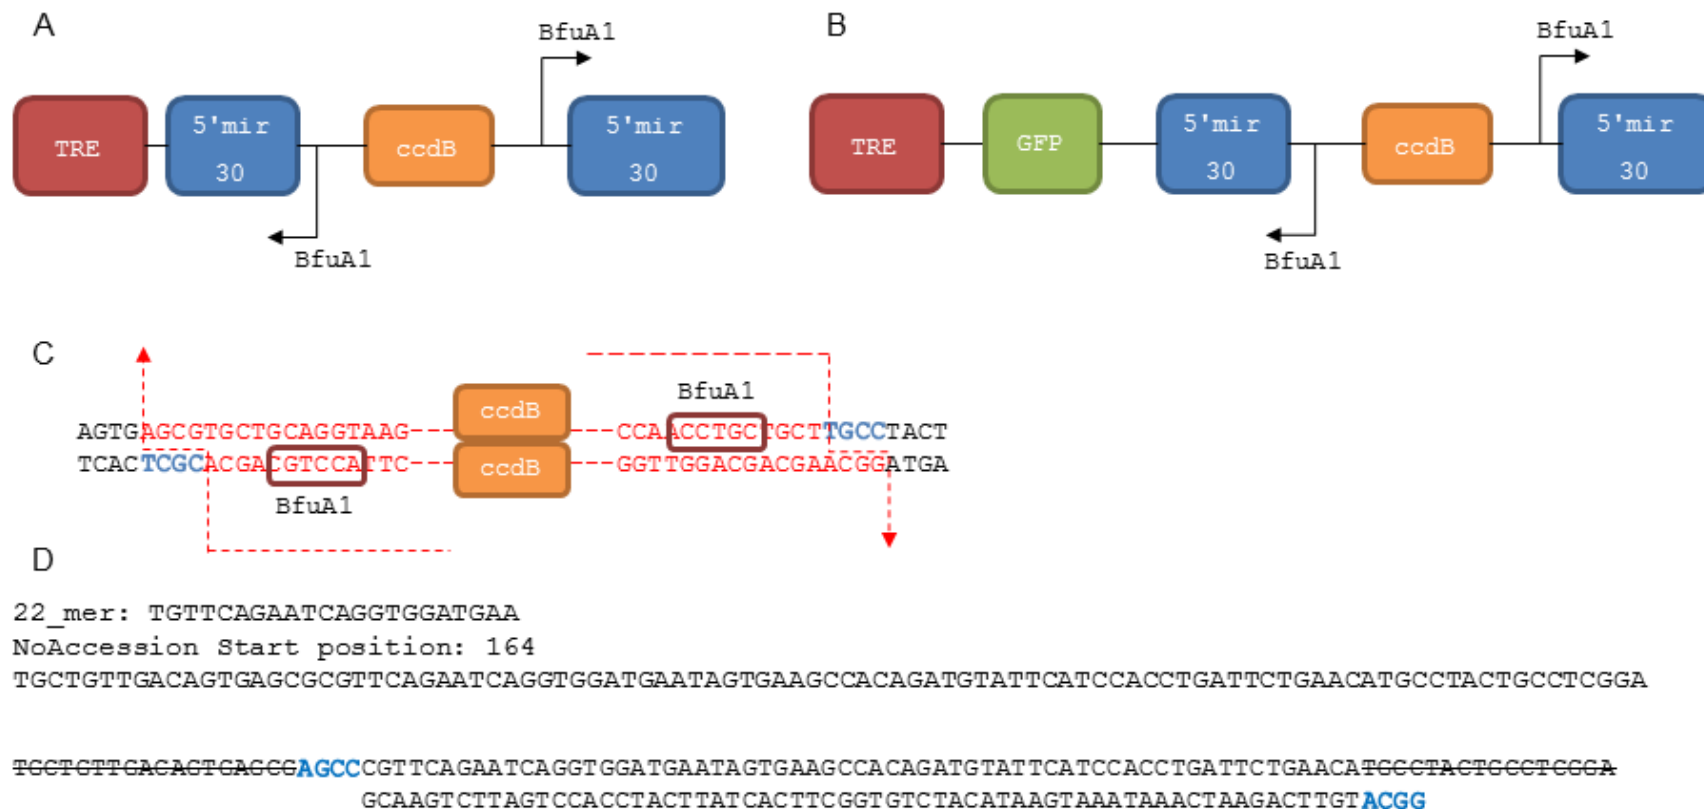 A
BfuA1
TRE
5'mir
30
ccdB
5'mir
30
BfuA1
B
BfuA1
TRE
GFP
5'mir
30
ccdB
5'mir
30
BfuA1
C
ccdB
BfuA1
AGTGAGCGTGCTGCAGGTAAG--- ---CCAACCTGCTGCTTGCCTACT
TCACTCGCACGACGTCCATTC--- ccdB ---GGTTGGACGACGAACGGATGA
BfuA1
D
22_mer: TGTTCAGAATCAGGTGGATGAA
NoAccession Start position: 164
TGCTGTTGACAGTGAGCGCGTTCAGAATCAGGTGGATGAATAGTGAAGCCACAGATGTATTCATCCACCTGATTCTGAACATGCCTACTGCCTCGGA
TGCTGTTGACAGTGAGCGAGCCCGTTCAGAATCAGGTGGATGAATAGTGAAGCCACAGATGTATTCATCCACCTGATTCTGAACATGCCTACTGCCTCGGA
GCAAGTCTTAGTCCACCTACTTATCACTTCGGTGTCTACATAAGTAAATAAACTAAGACTTGTACGG